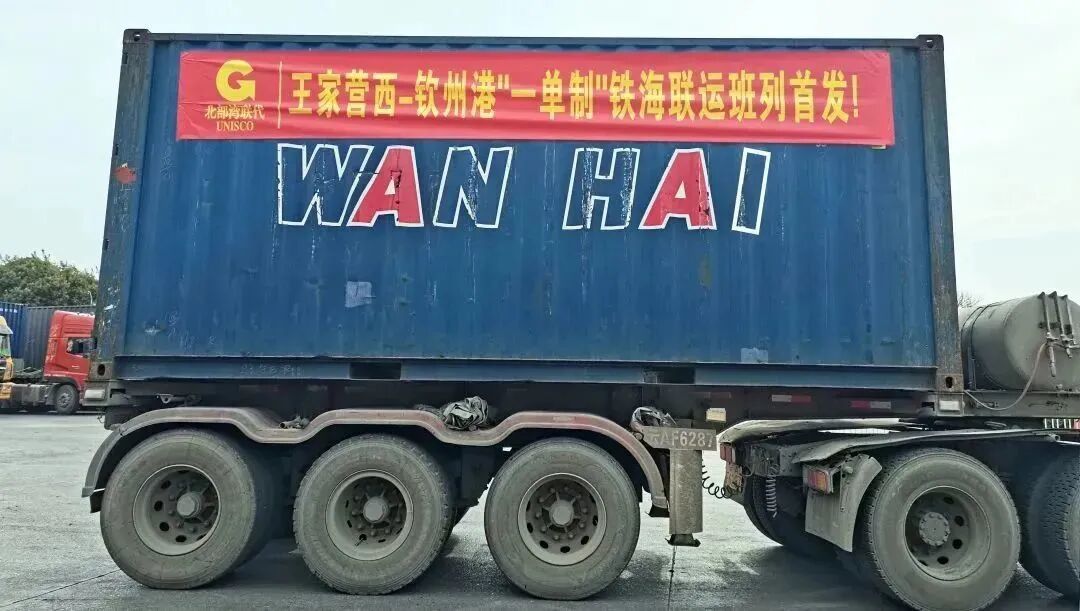 G
北部湾联代
UNISCO
王家营西-钦州港"一单制"铁海联运班列首发!
WAN HAI
AF6287